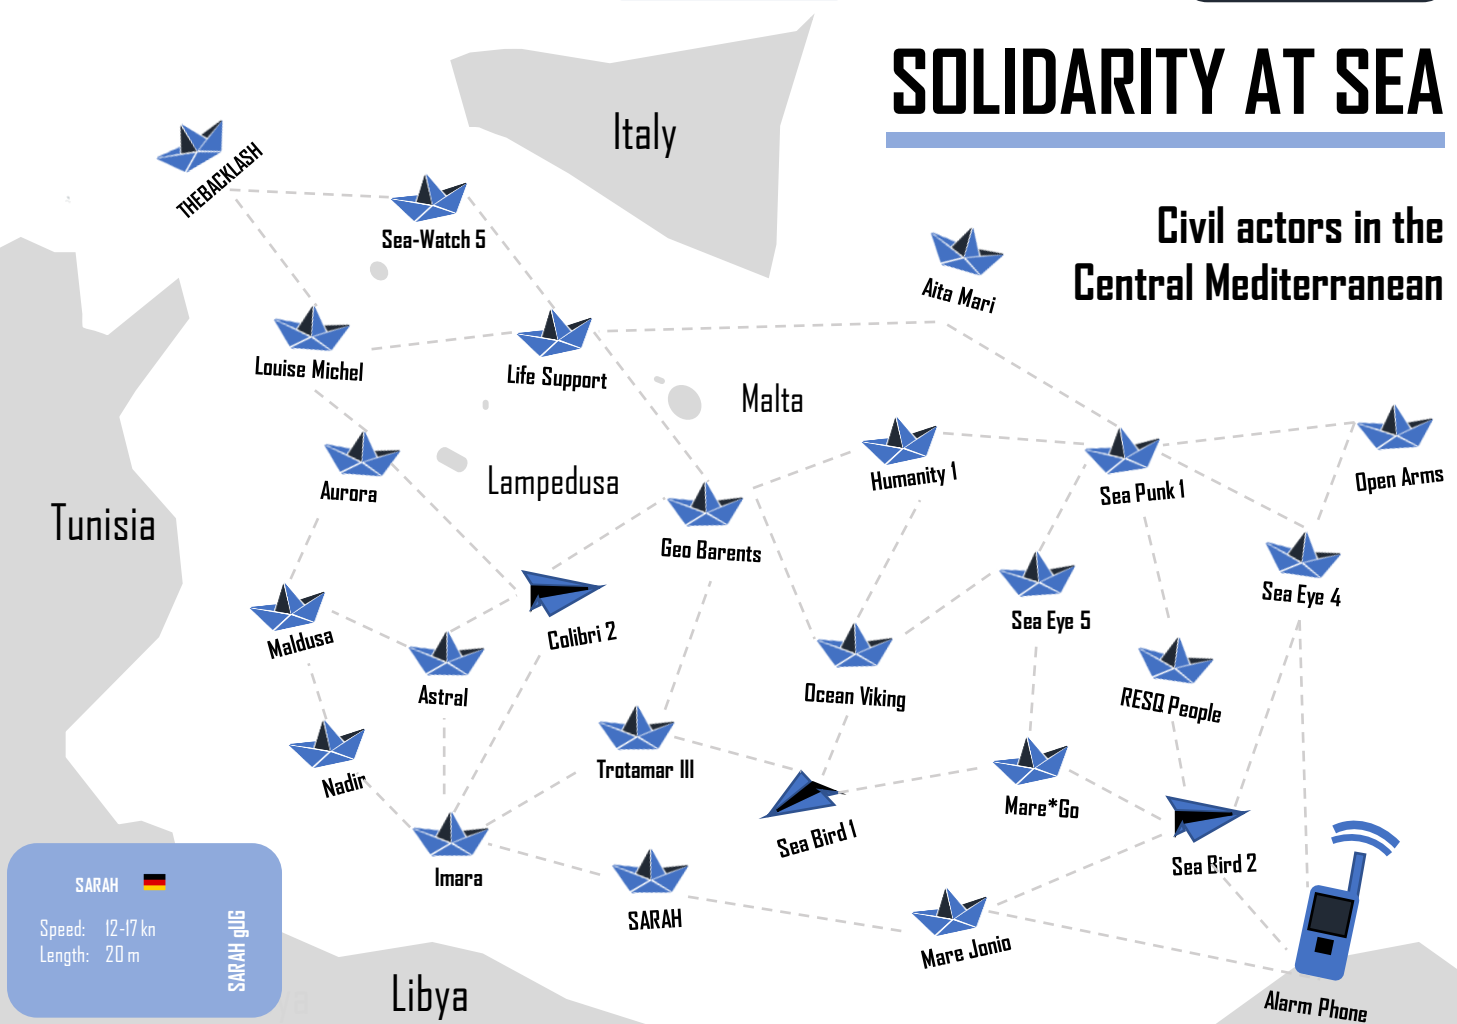 SOLIDARITY AT SEA
Civil actors in the
Central Mediterranean
Italy
THEBACKLASH
Sea-Watch 5
Aita Mari
Louise Michel
Life Support
Malta
Aurora
Lampedusa
Humanity 1
Sea Punk 1
Open Arms
Tunisia
Geo Barents
Sea Eye 4
Maldusa
Colibri 2
Sea Eye 5
Astral
Ocean Viking
RESQ People
Nadir
Trotamar III
Mare*Go
Sea Bird 1
Sea Bird 2
Imara
SARAH
Mare Jonio
Alarm Phone
Libya
SARAH
Speed: 12-17 kn
Length: 20 m
SARAH gUG